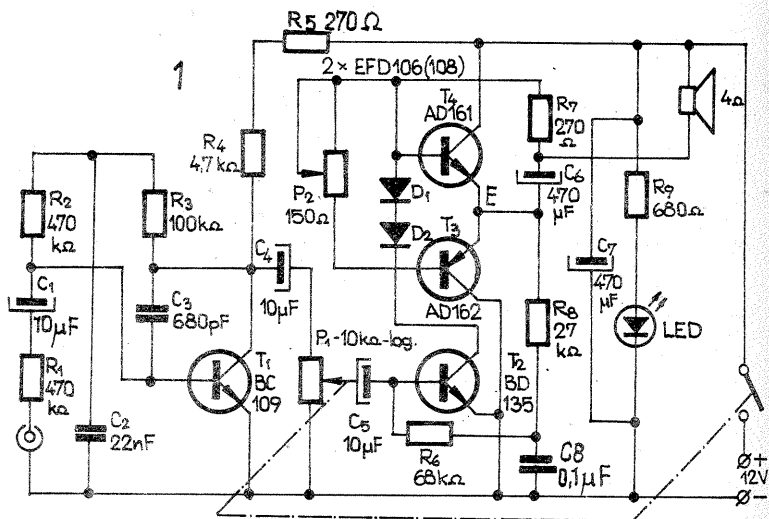 1
R5 270Ω
2 × EFD106(108)
T4
AD161
R4
4,7kΩ
R7
270
Ω
4Ω
R2
470
kΩ
R3
100kΩ
P2
150Ω
D1
D2
E
C6
470
μF
T3
AD162
R9
680Ω
C1
10μF
C4
10μF
C3
680pF
C7
470
μF
R8
27
kΩ
LED
R1
470
kΩ
T1
BC
109
P1-10kΩ-log.
T2
BD
135
C2
22nF
C5
10μF
R6
68kΩ
C8
0,1μF
+
12V
-